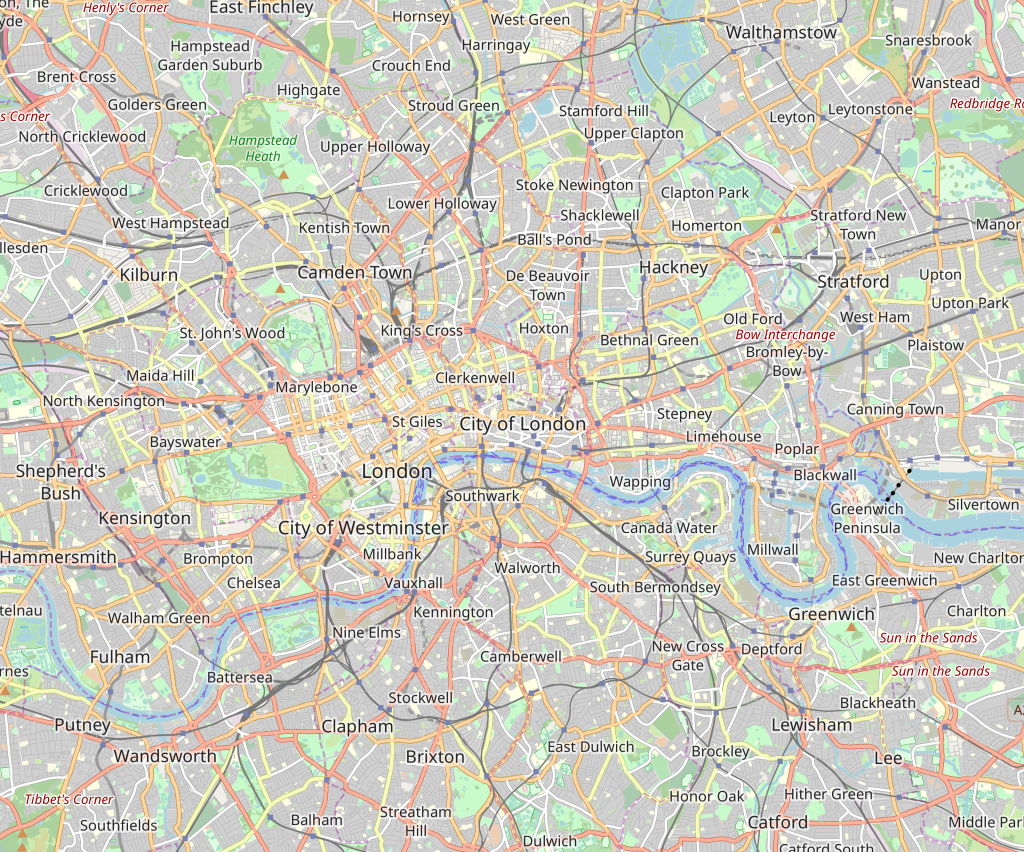 Henly's Corner
East Finchley
Hornsey
West Green
Walthamstow
Snaresbrook
Hampstead
Garden Suburb
Harringay
Crouch End
Brent Cross
Wanstead
Highgate
Golders Green
Stroud Green
Stamford Hill
Leyton
Leytonstone
Redbridge Ro
s Corner
North Cricklewood
Hampstead
Heath
Upper Holloway
Upper Clapton
Cricklewood
Stoke Newington
Clapton Park
West Hampstead
Lower Holloway
Kentish Town
Shacklewell
Homerton
Stratford New
Town
Manor
llesden
Ball's Pond
Kilburn
Camden Town
De Beauvoir
Town
Hackney
Stratford
Upton
Upton Park
St. John's Wood
King's Cross
Hoxton
Bethnal Green
Old Ford
Bow Interchange
West Ham
Plaistow
Bromley-by-
Bow
Maida Hill
Marylebone
Clerkenwell
North Kensington
St Giles
City of London
Stepney
Canning Town
Bayswater
Limehouse
Poplar
Shepherd's
Bush
London
Wapping
Blackwall
Southwark
Silvertown
Kensington
City of Westminster
Canada Water
Greenwich
Peninsula
Hammersmith
Brompton
Millbank
Walworth
Surrey Quays
Millwall
New Charlton
Chelsea
Vauxhall
South Bermondsey
East Greenwich
telnau
Walham Green
Kennington
Greenwich
Charlton
Nine Elms
Sun in the Sands
Fulham
Camberwell
New Cross
Gate
Deptford
Sun in the Sands
rnes
Battersea
Stockwell
Blackheath
Putney
Clapham
Lewisham
Wandsworth
Brixton
East Dulwich
Brockley
Lee
Tibbet's Corner
Honor Oak
Hither Green
Southfields
Balham
Streatham
Hill
Dulwich
Catford
Middle Par
Catford South